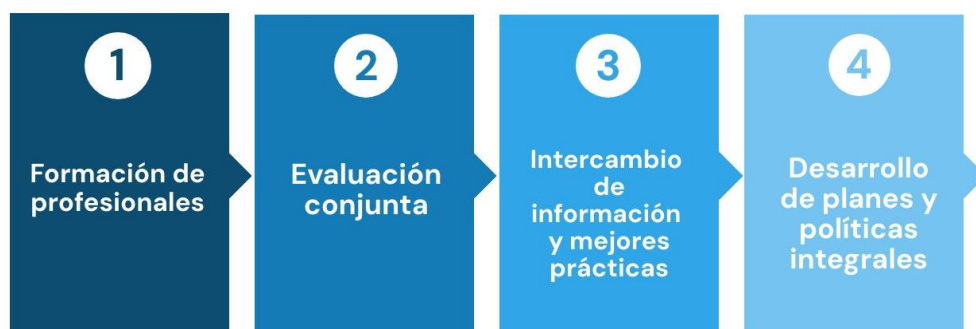 1
Formación de
profesionales
2
Evaluación
conjunta
3
Intercambio
de
información
y mejores
prácticas
4
Desarrollo
de planes y
políticas
integrales